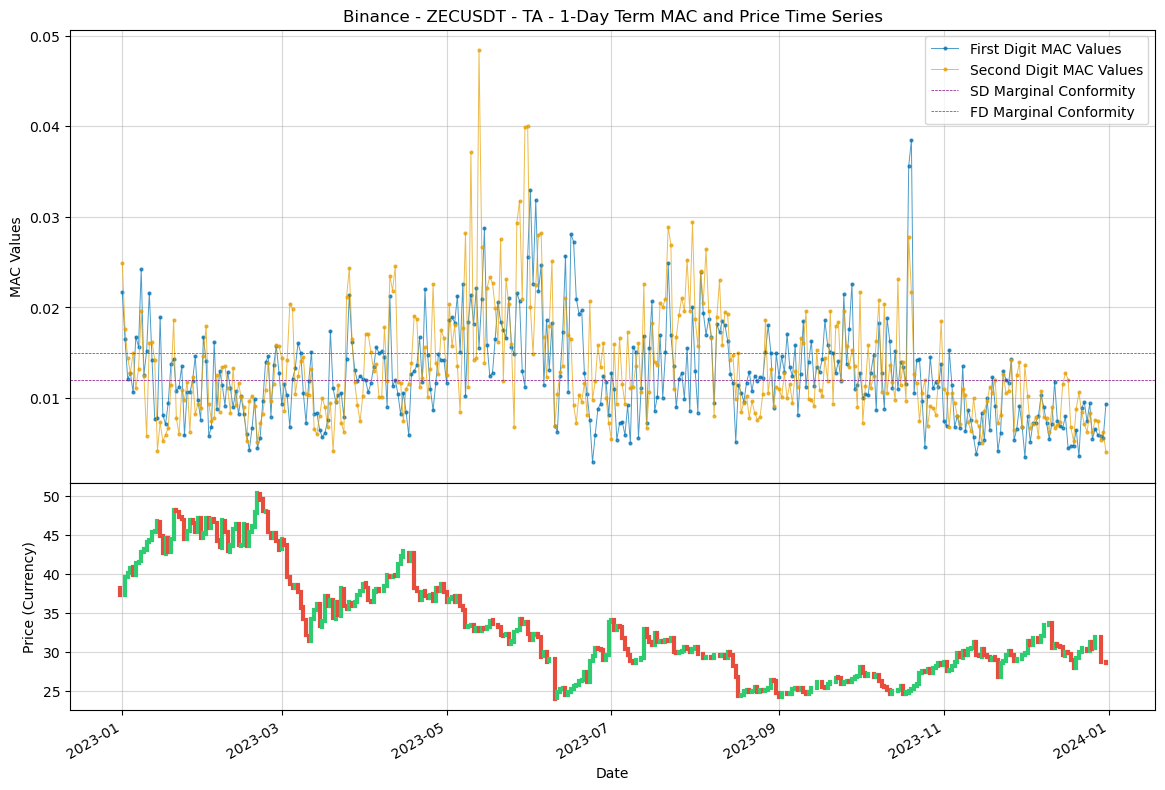 Binance - ZECUSDT - TA - 1-Day Term MAC and Price Time Series
First Digit MAC Values
Second Digit MAC Values
SD Marginal Conformity
FD Marginal Conformity
MAC Values
0.05
0.04
0.03
0.02
0.01
Price (Currency)
50
45
40
35
30
25
2023-01
2023-03
2023-05
2023-07
2023-09
2023-11
2024-01
Date